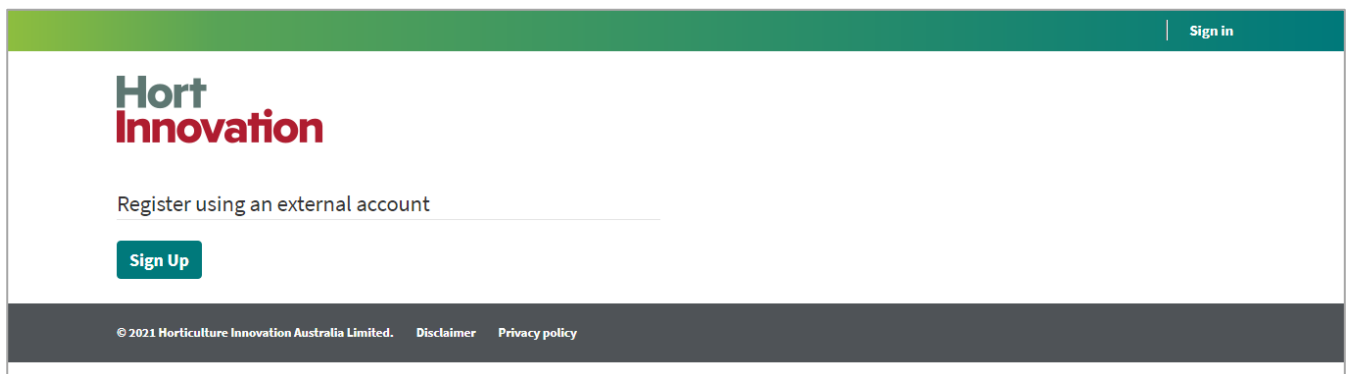 Sign in
Hort
Innovation
Register using an external account
Sign Up
© 2021 Horticulture Innovation Australia Limited. Disclaimer Privacy policy